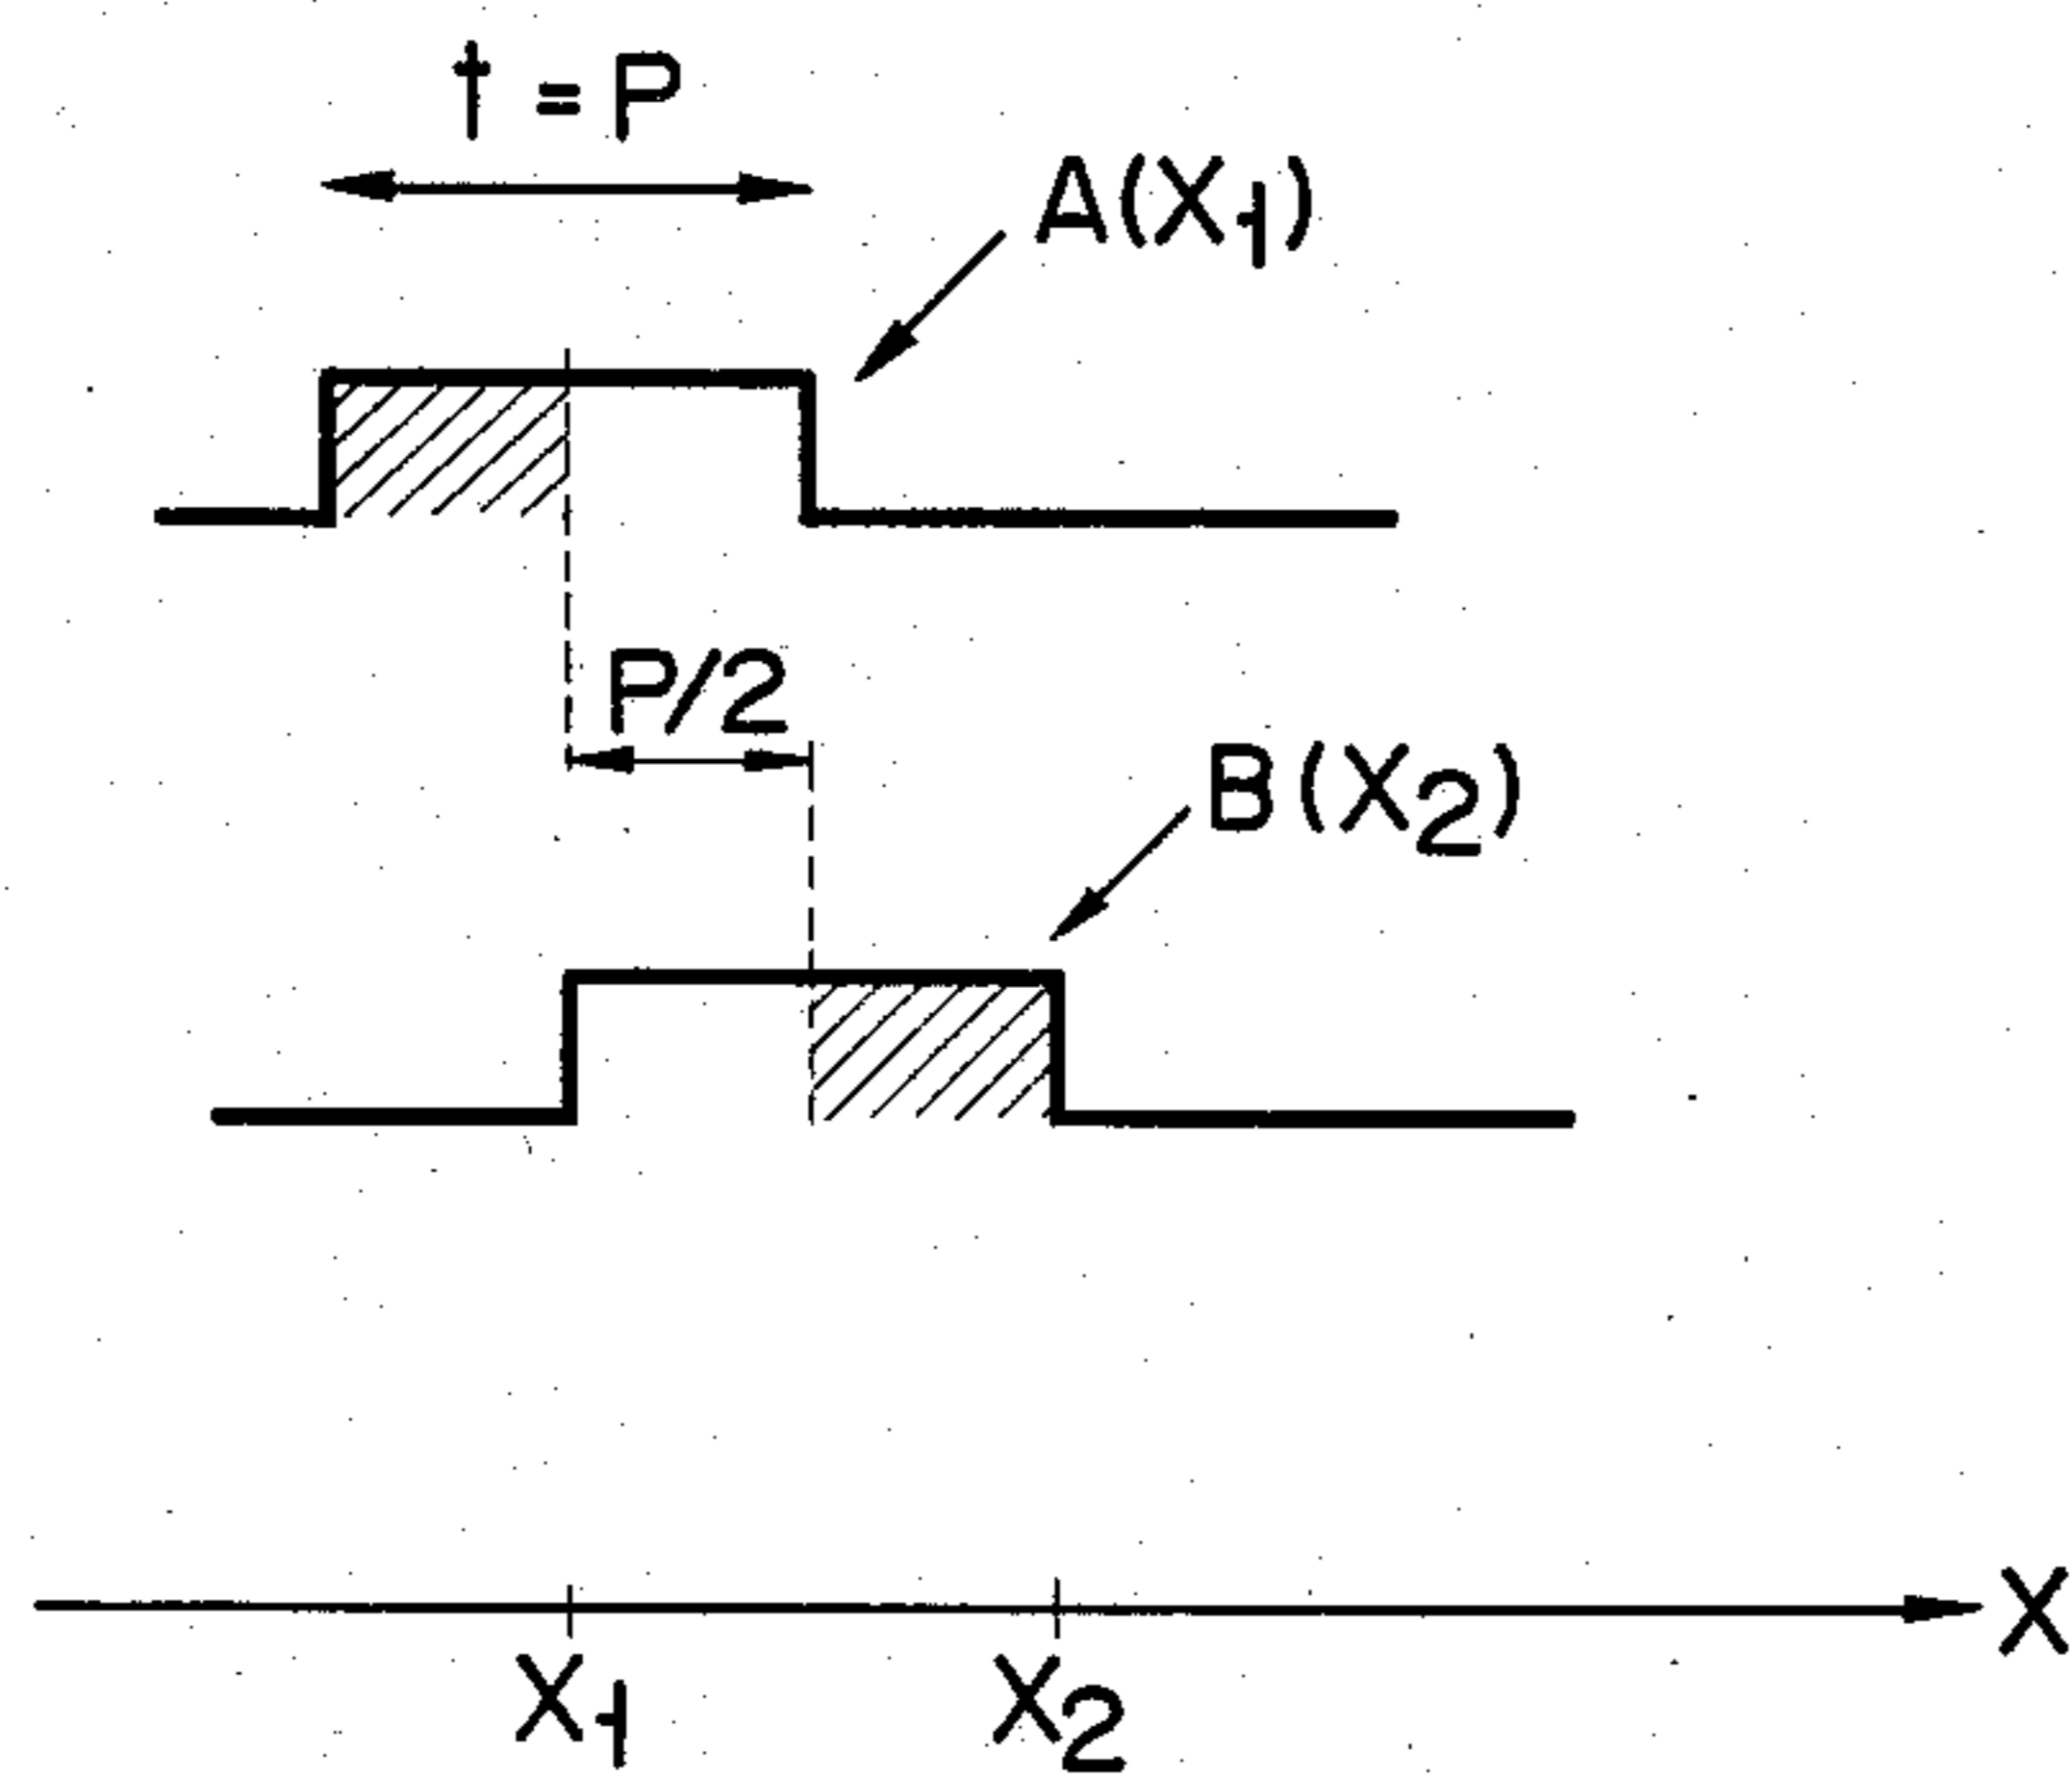 t = P
A(X₁)
P/2
B(X₂)
X
X₁
X₂